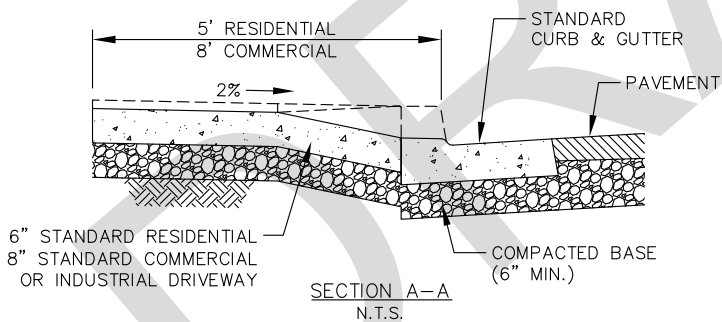 5' RESIDENTIAL
8' COMMERCIAL
STANDARD
CURB & GUTTER
2%
PAVEMENT
6" STANDARD RESIDENTIAL
8" STANDARD COMMERCIAL
OR INDUSTRIAL DRIVEWAY
COMPACTED BASE
(6" MIN.)
SECTION A-A
N.T.S.